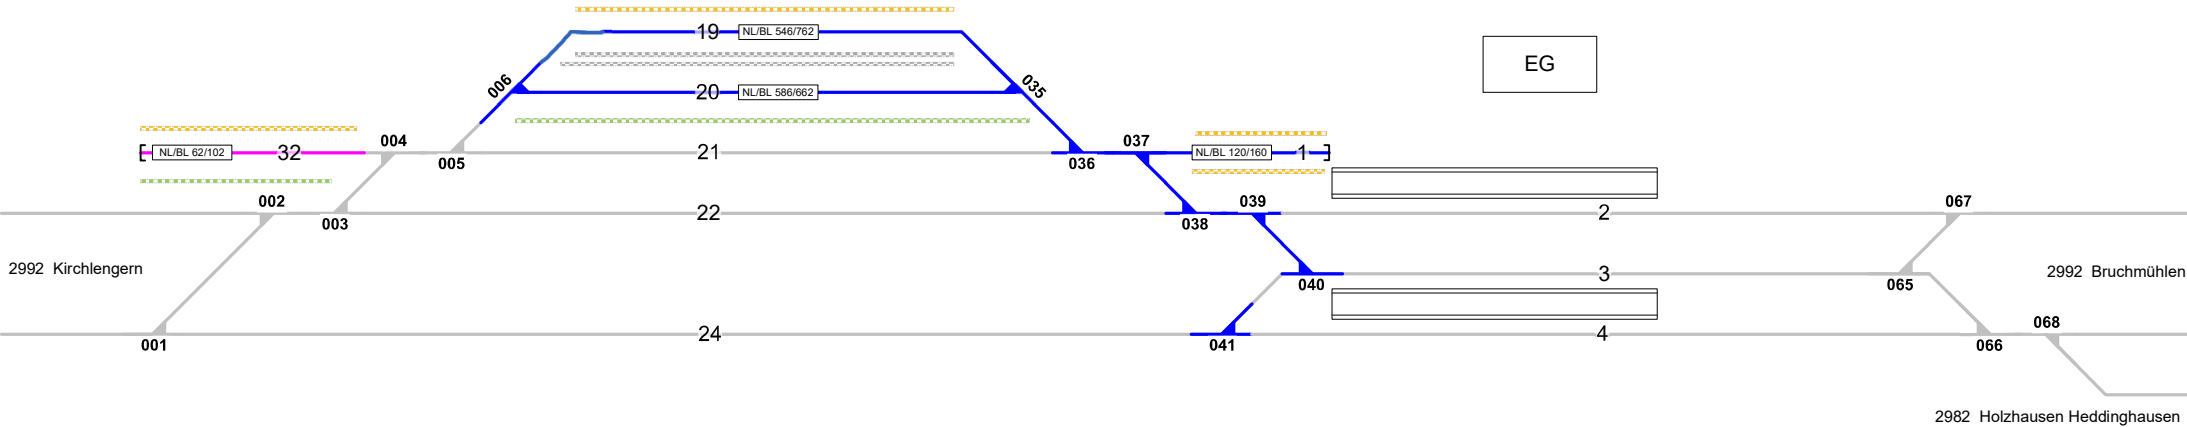 19 NL/BL 546/762
EG
006
20 NL/BL 586/662
035
004
037
NL/BL 62/102 32
21
NL/BL 120/160 1
005
036
002
039
067
22
2
003
038
2992 Kirchlengern
3
2992 Bruchmühlen
040
065
068
24
4
001
041
066
2982 Holzhausen Heddinghausen